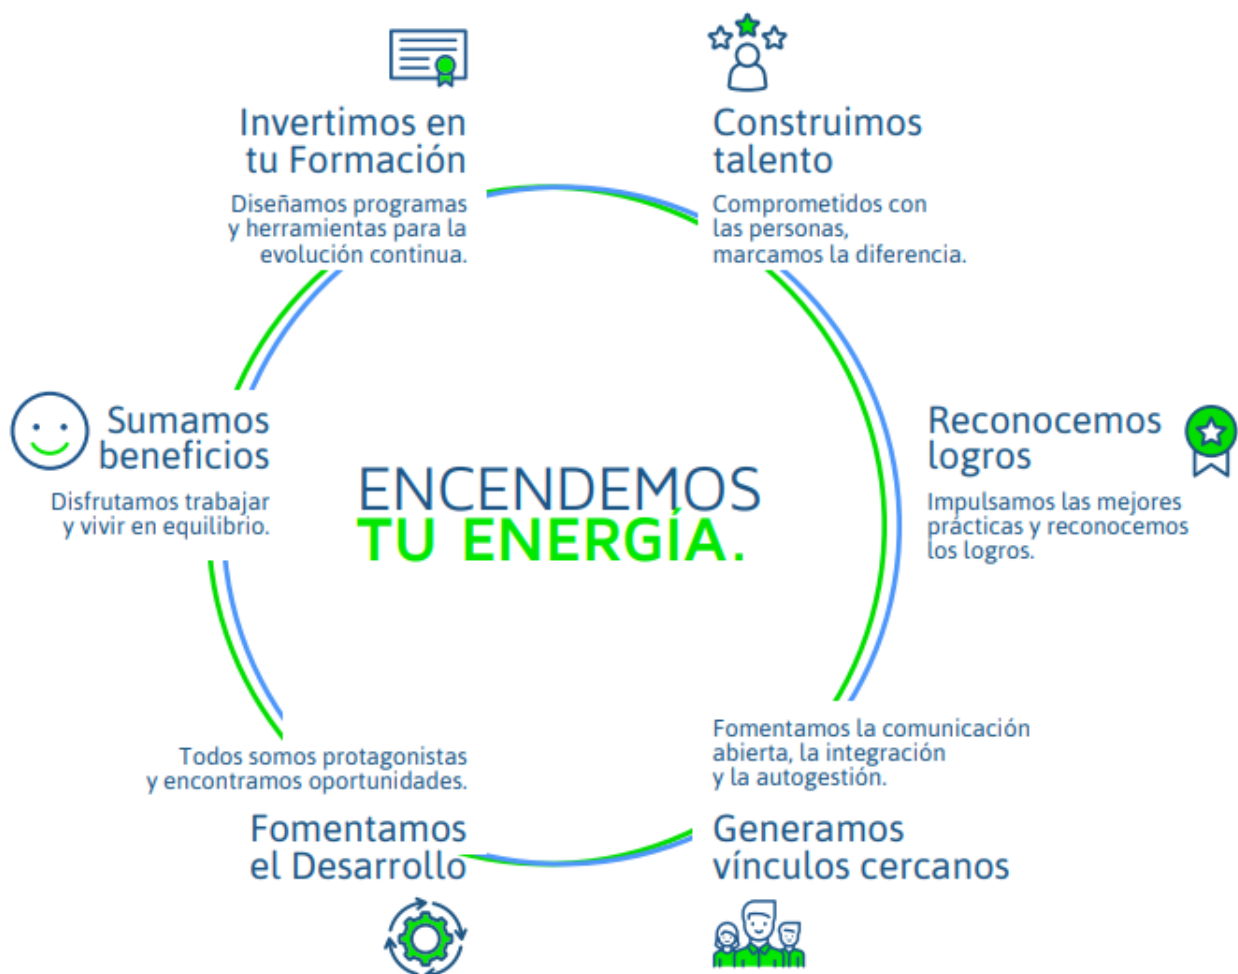 Invertimos en
tu Formación
Diseñamos programas
y herramientas para la
evolución continua.
Construimos
talento
Comprometidos con
las personas,
marcamos la diferencia.
Sumamos
beneficios
Disfrutamos trabajar
y vivir en equilibrio.
ENCENDEMOS
TU ENERGÍA.
Reconocemos
logros
Impulsamos las mejores
prácticas y reconocemos
los logros.
Todos somos protagonistas
y encontramos oportunidades.
Fomentamos
el Desarrollo
Fomentamos la comunicación
abierta, la integración
y la autogestión.
Generamos
vínculos cercanos